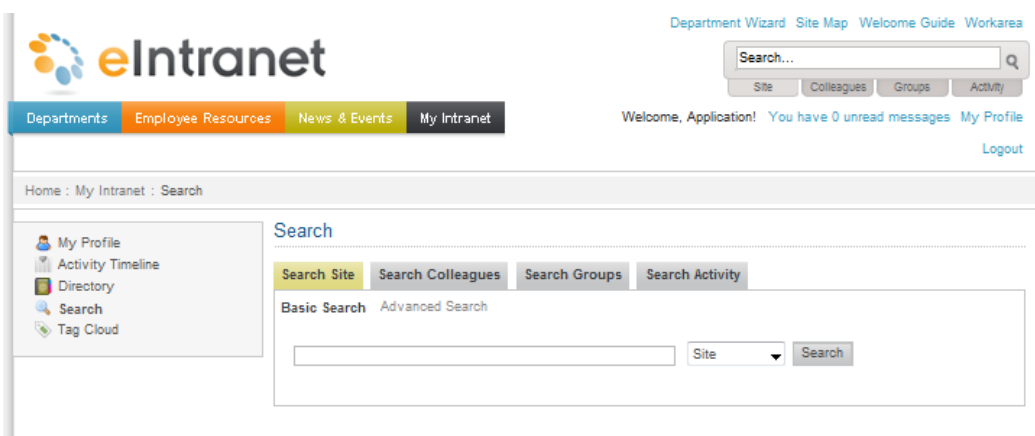 Department Wizard Site Map Welcome Guide Workarea
eIntranet
Search...
Site Colleagues Groups Activity
Departments Employee Resources News & Events My Intranet
Welcome, Application! You have 0 unread messages My Profile
Logout
Home : My Intranet : Search
My Profile
Activity Timeline
Directory
Search
Tag Cloud
Search
Search Site Search Colleagues Search Groups Search Activity
Basic Search Advanced Search
Site Search